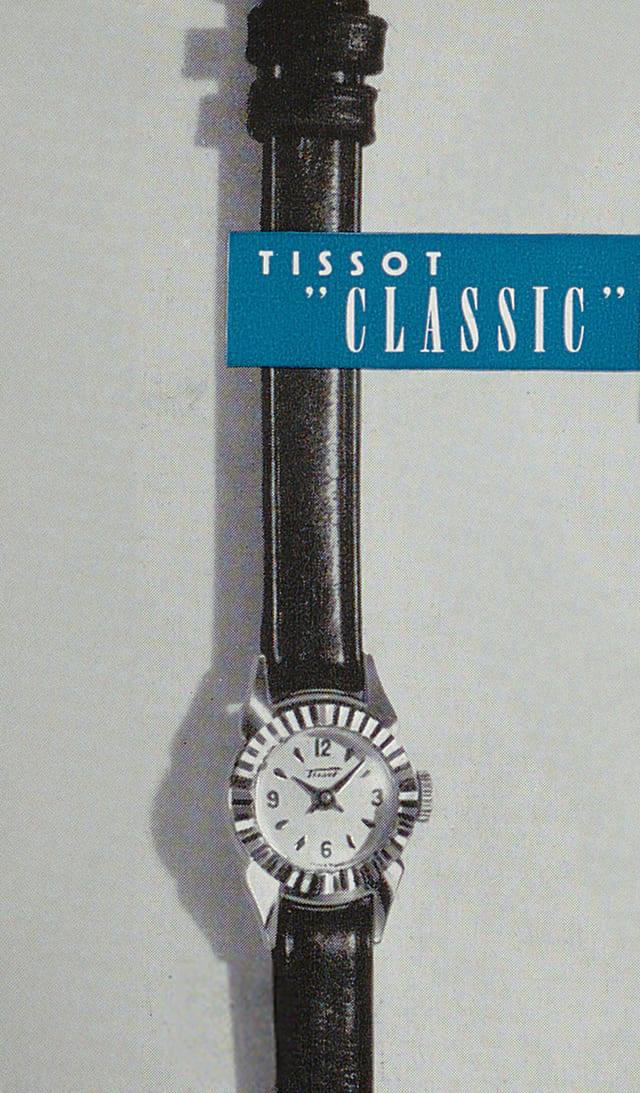 TISSOT
"CLASSIC"
12
Tissot
9 3
6